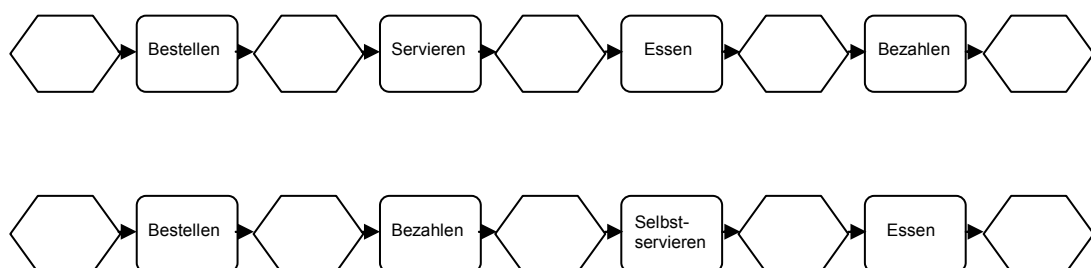 Bestellen
Servieren
Essen
Bezahlen
Bestellen
Bezahlen
Selbst-
servieren
Essen